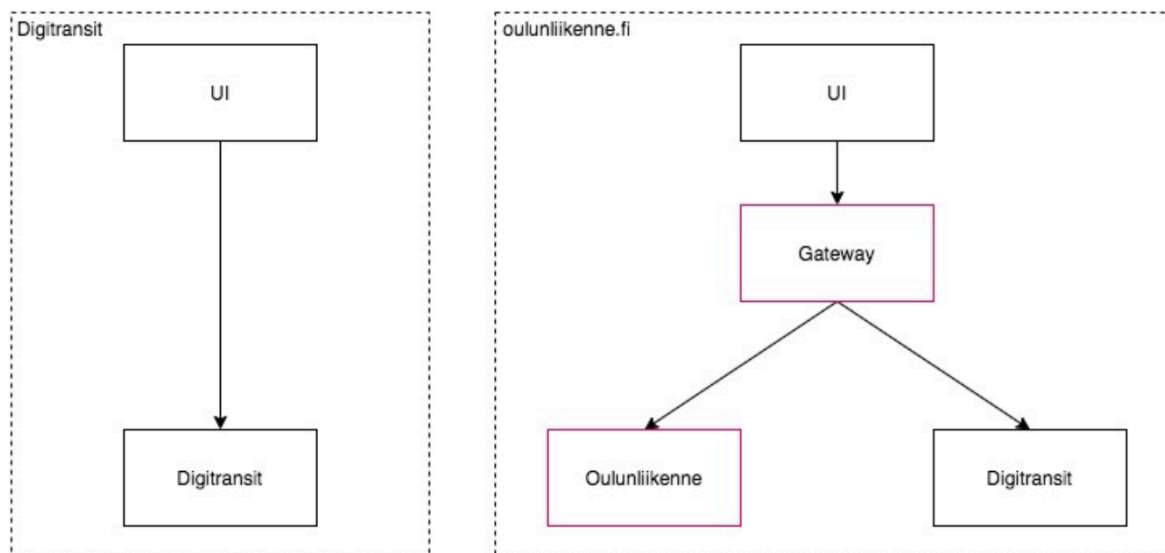 Digitransit
UI
Digitransit
oulunliikenne.fi
UI
Gateway
Oulunliikenne
Digitransit